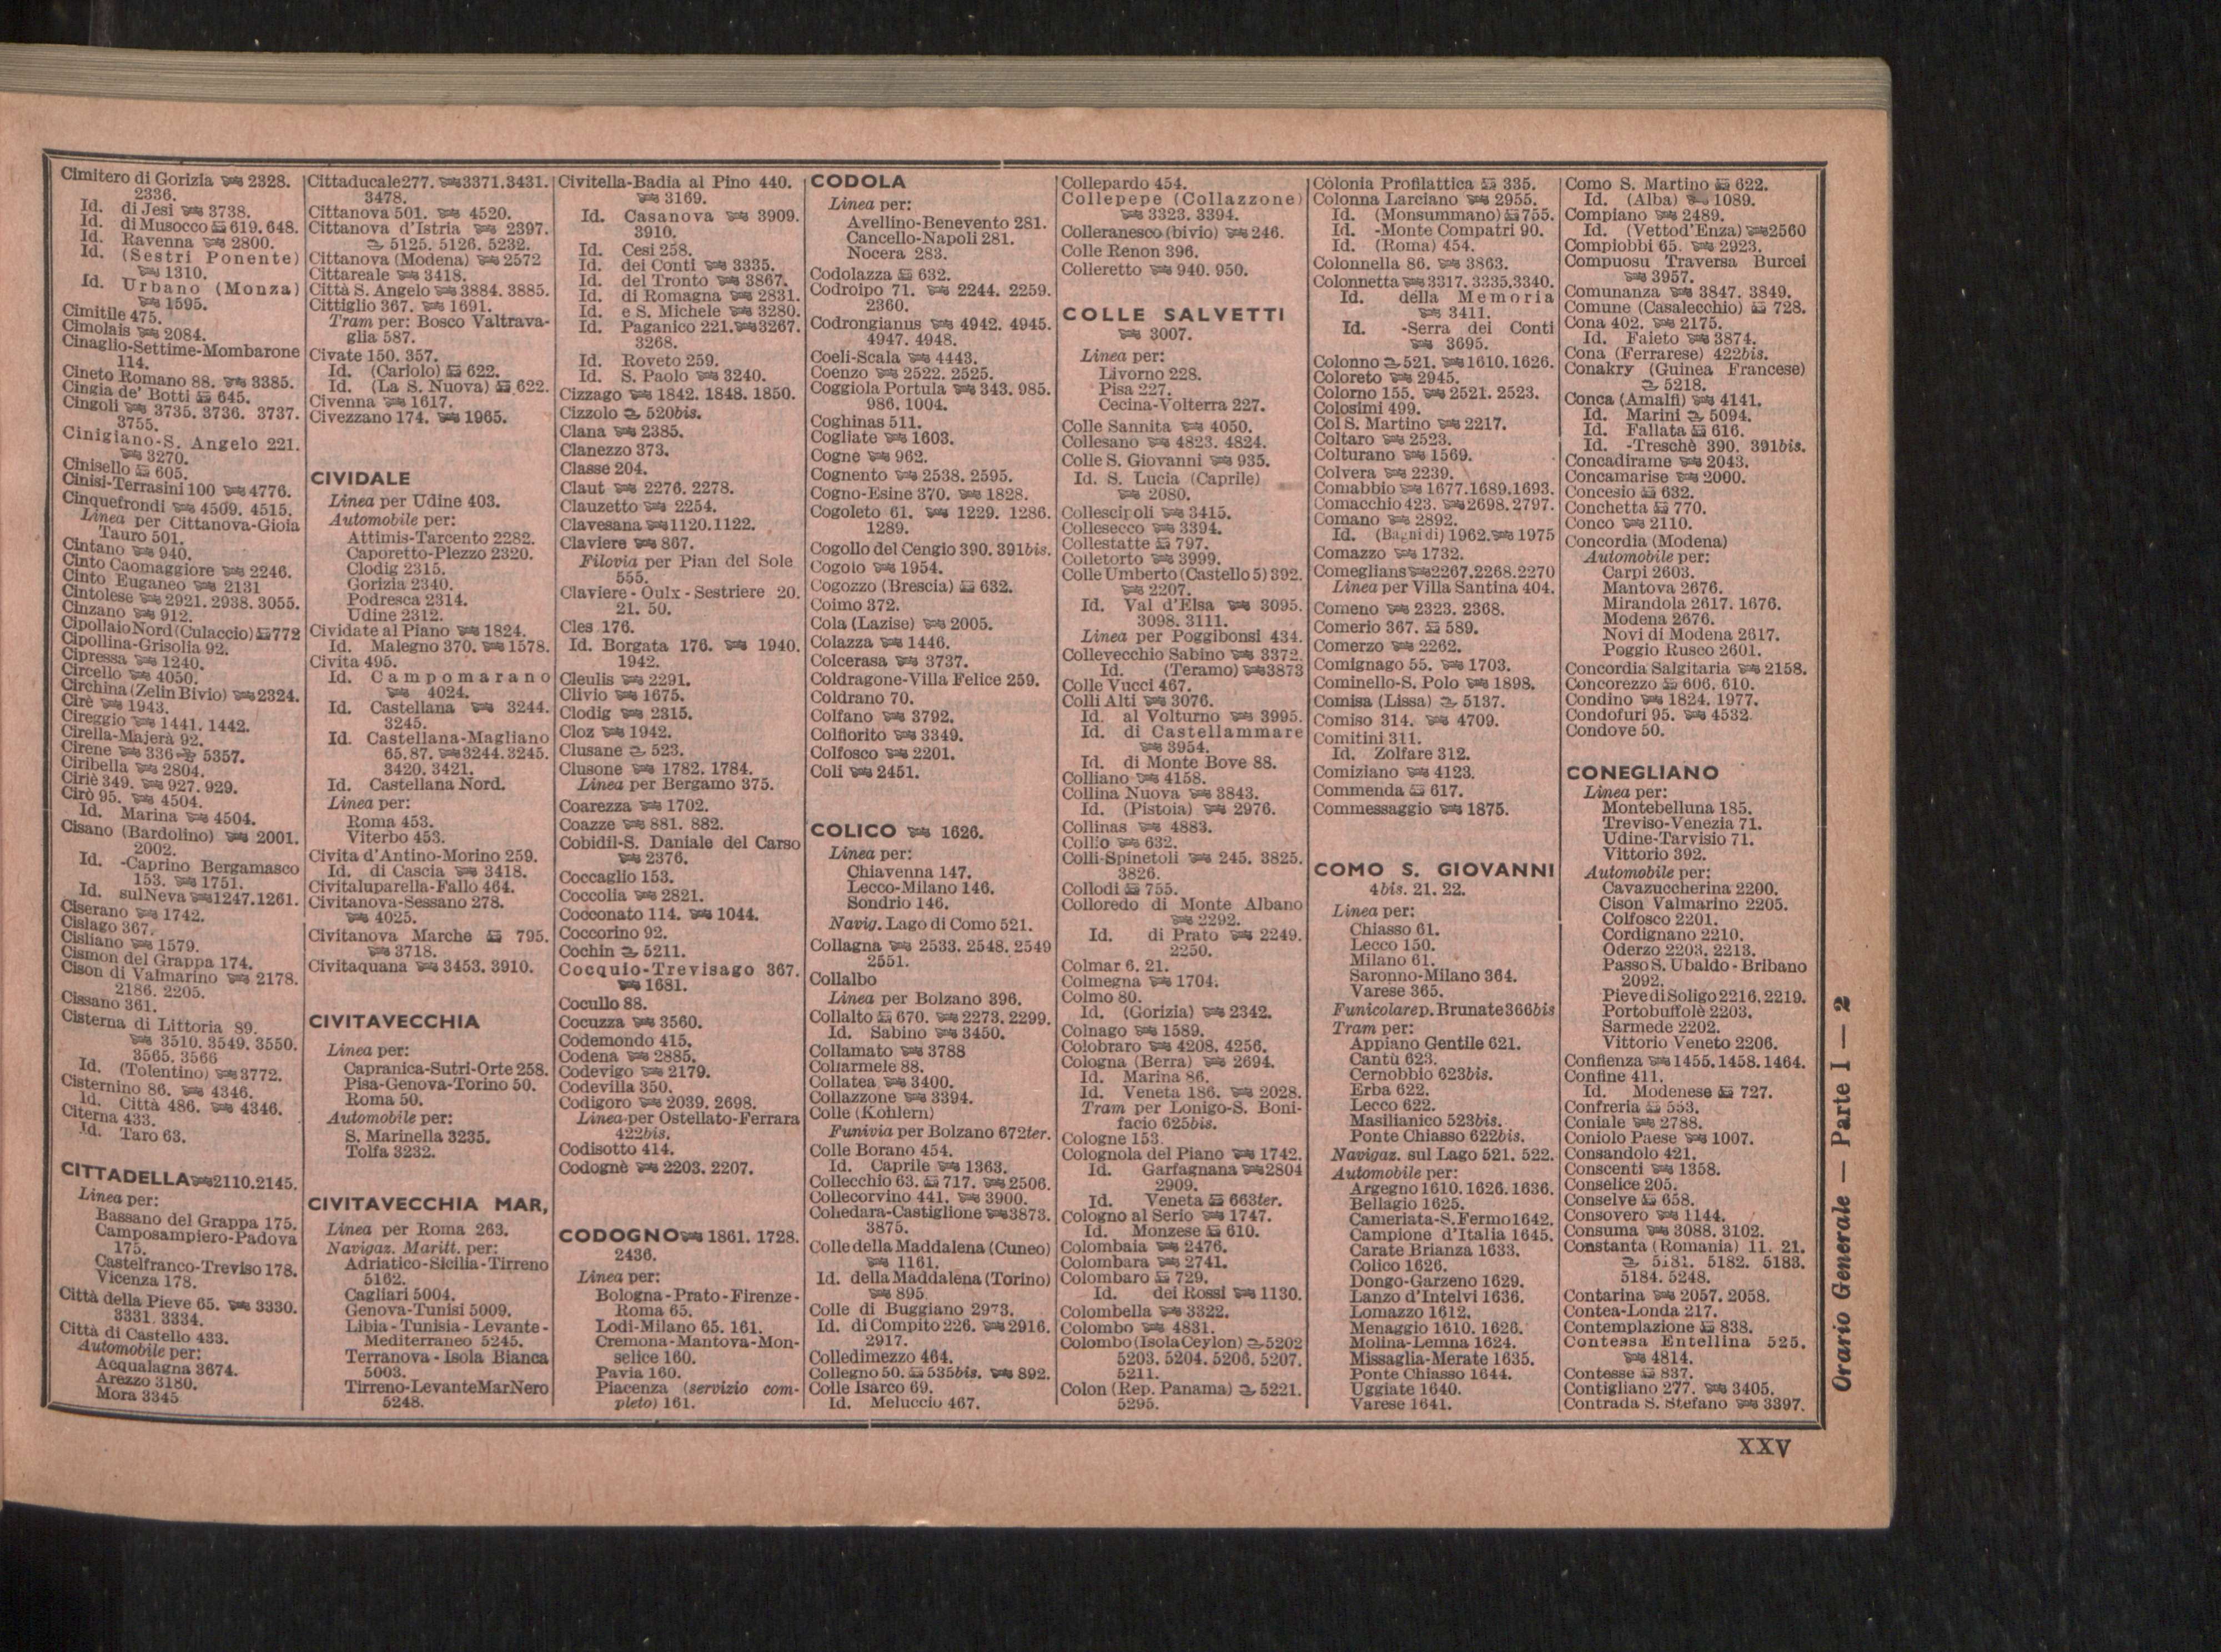 Cimitero di Gorizia 2328.
2336.
Id. di Jesi 3738.
Id. di Musocco 619. 648.
Id. Ravenna 2800.
Id. (Sestri Ponente)
1310.
Id. Urbano (Monza)
1595.
Cimitile 475.
Cimolais 2084.
Cinaglio-Settime-Mombarone
114.
Cineto Romano 88. 3385.
Cingia de' Botti 645.
Cingoli 3735. 3736. 3737.
3755.
Cinigiano-S. Angelo 221.
3270.
Cinisello 605.
Cinisi-Terrasini 100 4776.
Cinquefrondi 4509. 4515.
Linea per Cittanova-Gioia
Tauro 501.
Cintano 940.
Cinto Caomaggiore 2246.
Cinto Euganeo 2131
Cintolese 2921. 2938. 3055.
Cinzano 912.
Cipollaio Nord (Culaccio) 772
Cipollina-Grisolia 92.
Cipressa 1240.
Circello 4050.
Circhina (Zelin Bivio) 2324.
Cirè 1943.
Cireggio 1441. 1442.
Cirella-Majerà 92.
Cirene 336 5357.
Ciribella 2804.
Ciriè 349. 927. 929.
Cirò 95. 4504.
Id. Marina 4504.
Cisano (Bardolino) 2001.
2002.
Id. -Caprino Bergamasco
153. 1751.
Id. sul Neva 1247.1261.
Ciserano 1742.
Cislago 367.
Cisliano 1579.
Cismon del Grappa 174.
Cison di Valmarino 2178.
2186. 2205.
Cissano 361.
Cisterna di Littoria 89.
3510. 3549. 3550.
3565. 3566
Id. (Tolentino) 3772.
Cisternino 86. 4346.
Id. Città 486. 4346.
Citerna 433.
Id. Taro 63.
CITTADELLA 2110.2145.
Linea per:
Bassano del Grappa 175.
Camposampiero-Padova
175.
Castelfranco-Treviso 178.
Vicenza 178.
Città della Pieve 65. 3330.
3331. 3334.
Città di Castello 433.
Automobile per:
Acqualagna 3674.
Arezzo 3180.
Mora 3345
Cittaducale 277. 3371.3431.
3478.
Cittanova 501. 4520.
Cittanova d'Istria 2397.
5125. 5126. 5232.
Cittanova (Modena) 2572
Cittareale 3418.
Città S. Angelo 3884. 3885.
Cittiglio 367. 1691.
Tram per: Bosco Valtrava-
glia 587.
Civate 150. 357.
Id. (Cariolo) 622.
Id. (La S. Nuova) 622.
Civenna 1617.
Civezzano 174. 1965.
CIVIDALE
Linea per Udine 403.
Automobile per:
Attimis-Tarcento 2282.
Caporetto-Plezzo 2320.
Clodig 2315.
Gorizia 2340.
Podresca 2314.
Udine 2312.
Cividate al Piano 1824.
Id. Malegno 370. 1578.
Civita 495.
Id. Campomarano
4024.
Id. Castellana 3244.
3245.
Id. Castellana-Magliano
65.87. 3244.3245.
3420. 3421.
Id. Castellana Nord.
Linea per:
Roma 453.
Viterbo 453.
Civita d'Antino-Morino 259.
Id. di Cascia 3418.
Civitaluparella-Fallo 464.
Civitanova-Sessano 278.
4025.
Civitanova Marche 795.
3718.
Civitaquana 3453. 3910.
CIVITAVECCHIA
Linea per:
Capranica-Sutri-Orte 258.
Pisa-Genova-Torino 50.
Roma 50.
Automobile per:
S. Marinella 3235.
Tolfa 3232.
CIVITAVECCHIA MAR,
Linea per Roma 263.
Navigaz. Maritt. per:
Adriatico-Sicilia-Tirreno
5162.
Cagliari 5004.
Genova-Tunisi 5009.
Libia-Tunisia-Levante-
Mediterraneo 5245.
Terranova-Isola Bianca
5003.
Tirreno-LevanteMarNero
5248.
Civitella-Badia al Pino 440.
3169.
Id. Casanova 3909.
3910.
Id. Cesi 258.
Id. dei Conti 3335.
Id. del Tronto 3867.
Id. di Romagna 2831.
Id. e S. Michele 3280.
Id. Paganico 221. 3267.
3268.
Id. Roveto 259.
Id. S. Paolo 3240.
Cizzago 1842. 1848. 1850.
Cizzolo 520bis.
Clana 2385.
Clanezzo 373.
Classe 204.
Claut 2276. 2278.
Clauzetto 2254.
Clavesana 1120.1122.
Claviere 867.
Filovia per Pian del Sole
555.
Claviere-Oulx-Sestriere 20.
21. 50.
Cles 176.
Id. Borgata 176. 1940.
1942.
Cleulis 2291.
Clivio 1675.
Clodig 2315.
Cloz 1942.
Clusane 523.
Clusone 1782. 1784.
Linea per Bergamo 375.
Coarezza 1702.
Coazze 881. 882.
Cobidil-S. Daniale del Carso
2376.
Coccaglio 153.
Coccolia 2821.
Cocconato 114. 1044.
Coccorino 92.
Cochin 5211.
Cocquio-Trevisago 367.
1681.
Cocullo 88.
Cocuzza 3560.
Codemondo 415.
Codena 2885.
Codevigo 2179.
Codevilla 350.
Codigoro 2039. 2698.
Linea per Ostellato-Ferrara
422bis.
Codisotto 414.
Codognè 2203. 2207.
CODOGNO 1861. 1728.
2436.
Linea per:
Bologna-Prato-Firenze-
Roma 65.
Lodi-Milano 65. 161.
Cremona-Mantova-Mon-
selice 160.
Pavia 160.
Piacenza (servizio com-
pleto) 161.
CODOLA
Linea per:
Avellino-Benevento 281.
Cancello-Napoli 281.
Nocera 283.
Codolazza 632.
Codroipo 71. 2244. 2259.
2360.
Codrongianus 4942. 4945.
4947. 4948.
Coeli-Scala 4443.
Coenzo 2522. 2525.
Coggiola Portula 343. 985.
986. 1004.
Coghinas 511.
Cogliate 1603.
Cogne 962.
Cognento 2538. 2595.
Cogno-Esine 370. 1828.
Cogoleto 61. 1229. 1286.
1289.
Cogollo del Cengio 390. 391bis.
Cogolo 1954.
Cogozzo (Brescia) 632.
Coimo 372.
Cola (Lazise) 2005.
Colazza 1446.
Colcerasa 3737.
Coldragone-Villa Felice 259.
Coldrano 70.
Colfano 3792.
Colfiorito 3349.
Colfosco 2201.
Coli 2451.
COLICO 1626.
Linea per:
Chiavenna 147.
Lecco-Milano 146.
Sondrio 146.
Navig. Lago di Como 521.
Collagna 2533. 2548. 2549
2551.
Collalbo
Linea per Bolzano 396.
Collalto 670. 2273. 2299.
Id. Sabino 3450.
Collamato 3788
Collarmele 88.
Collatea 3400.
Collazzone 3394.
Colle (Kohlern)
Funivia per Bolzano 672ter.
Colle Borano 454.
Id. Caprile 1363.
Collecchio 63. 717. 2506.
Collecorvino 441. 3900.
Colledara-Castiglione 3873.
3875.
Colle della Maddalena (Cuneo)
1161.
Id. della Maddalena (Torino)
895.
Colle di Buggiano 2973.
Id. di Compito 226. 2916.
2917.
Colledimezzo 464.
Collegno 50. 535bis. 892.
Colle Isarco 69.
Id. Meluccio 467.
Collepardo 454.
Collepepe (Collazzone)
3323. 3394.
Colleranesco (bivio) 246.
Colle Renon 396.
Colleretto 940. 950.
COLLE SALVETTI
3007.
Linea per:
Livorno 228.
Pisa 227.
Cecina-Volterra 227.
Colle Sannita 4050.
Collesano 4823. 4824.
Colle S. Giovanni 935.
Id. S. Lucia (Caprile)
2080.
Collescipoli 3415.
Collesecco 3394.
Collestatte 797.
Colletorto 3999.
Colle Umberto (Castello 5) 392.
2207.
Id. Val d'Elsa 3095.
3098. 3111.
Linea per Poggibonsi 434.
Collevecchio Sabino 3372.
Id. (Teramo) 3873
Colle Vucci 467.
Colli Alti 3076.
Id. al Volturno 3995.
Id. di Castellammare
3954.
Id. di Monte Bove 88.
Colliano 4158.
Collina Nuova 3843.
Id. (Pistoia) 2976.
Collinas 4883.
Collio 632.
Colli-Spinetoli 245. 3825.
3826.
Collodi 755.
Colloredo di Monte Albano
2292.
Id. di Prato 2249.
2250.
Colmar 6. 21.
Colmegna 1704.
Colmo 80.
Id. (Gorizia) 2342.
Colnago 1589.
Colobraro 4208. 4256.
Cologna (Berra) 2694.
Id. Marina 86.
Id. Veneta 186. 2028.
Tram per Lonigo-S. Boni-
facio 625bis.
Cologne 153.
Colognola del Piano 1742.
Id. Garfagnana 2804
2909.
Id. Veneta 663ter.
Cologno al Serio 1747.
Id. Monzese 610.
Colombaia 2476.
Colombara 2741.
Colombaro 729.
Id. dei Rossi 1130.
Colombella 3322.
Colombo 4831.
Colombo (Isola Ceylon) 5202
5203. 5204. 5206. 5207.
5211.
Colon (Rep. Panama) 5221.
5295.
Colonia Profilattica 335.
Colonna Larciano 2955.
Id. (Monsummano) 755.
Id. -Monte Compatri 90.
Id. (Roma) 454.
Colonnella 86. 3863.
Colonnetta 3317. 3335.3340.
Id. della Memoria
3411.
Id. -Serra dei Conti
3695.
Colonno 521. 1610. 1626.
Coloreto 2945.
Colorno 155. 2521. 2523.
Colosimi 499.
Col S. Martino 2217.
Coltaro 2523.
Colturano 1569.
Colvera 2239.
Comabbio 1677.1689.1693.
Comacchio 423. 2698. 2797.
Comano 2892.
Id. (Bagni di) 1962. 1975
Comazzo 1732.
Comeglians 2267.2268.2270
Linea per Villa Santina 404.
Comeno 2323. 2368.
Comerio 367. 589.
Comerzo 2262.
Comignago 55. 1703.
Cominello-S. Polo 1898.
Comisa (Lissa) 5137.
Comiso 314. 4709.
Comitini 311.
Id. Zolfare 312.
Comiziano 4123.
Commenda 617.
Commessaggio 1875.
COMO S. GIOVANNI
4bis. 21. 22.
Linea per:
Chiasso 61.
Lecco 150.
Milano 61.
Saronno-Milano 364.
Varese 365.
Funicolare p. Brunate 366bis
Tram per:
Appiano Gentile 621.
Cantù 623.
Cernobbio 623bis.
Erba 622.
Lecco 622.
Maslianico 523bis.
Ponte Chiasso 622bis.
Navigaz. sul Lago 521. 522.
Automobile per:
Argegno 1610. 1626. 1636.
Bellagio 1625.
Camerlata-S. Fermo 1642.
Campione d'Italia 1645.
Carate Brianza 1633.
Colico 1626.
Dongo-Garzeno 1629.
Lanzo d'Intelvi 1636.
Lomazzo 1612.
Menaggio 1610. 1626.
Molina-Lemna 1624.
Missaglia-Merate 1635.
Ponte Chiasso 1644.
Uggiate 1640.
Varese 1641.
Como S. Martino 622.
Id. (Alba) 1089.
Compiano 2489.
Id. (Vetto d'Enza) 2560
Compiobbi 65. 2923.
Compuosu Traversa Burcei
3957.
Comunanza 3847. 3849.
Comune (Casalecchio) 728.
Cona 402. 2175.
Id. Faieto 3874.
Cona (Ferrarese) 422bis.
Conakry (Guinea Francese)
5218.
Conca (Amalfi) 4141.
Id. Marini 5094.
Id. Fallata 616.
Id. -Treschè 390. 391bis.
Concadirame 2043.
Concamarise 2000.
Concesio 632.
Conchetta 770.
Conco 2110.
Concordia (Modena)
Automobile per:
Carpi 2603.
Mantova 2676.
Mirandola 2617. 1676.
Modena 2676.
Novi di Modena 2617.
Poggio Rusco 2601.
Concordia Salgitaria 2158.
Concorezzo 606. 610.
Condino 1824. 1977.
Condofuri 95. 4532
Condove 50.
CONEGLIANO
Linea per:
Montebelluna 185.
Treviso-Venezia 71.
Udine-Tarvisio 71.
Vittorio 392.
Automobile per:
Cavazuccherina 2200.
Cison Valmarino 2205.
Colfosco 2201.
Cordignano 2210.
Oderzo 2203. 2213.
Passo S. Ubaldo-Bribano
2092.
Pieve di Soligo 2216. 2219.
Portobuffolè 2203.
Sarmede 2202.
Vittorio Veneto 2206.
Confienza 1455. 1458. 1464.
Confine 411.
Id. Modenese 727.
Confreria 553.
Coniale 2788.
Coniolo Paese 1007.
Consandolo 421.
Conscenti 1358.
Conselice 205.
Conselve 658.
Consovero 1144.
Consuma 3088. 3102.
Constanta (Romania) 11. 21.
5181. 5182. 5183.
5184. 5248.
Contarina 2057. 2058.
Contea-Londa 217.
Contemplazione 838.
Contessa Entellina 525.
4814.
Contesse 837.
Contigliano 277. 3405.
Contrada S. Stefano 3397.
Orario Generale — Parte I — 2
XXV